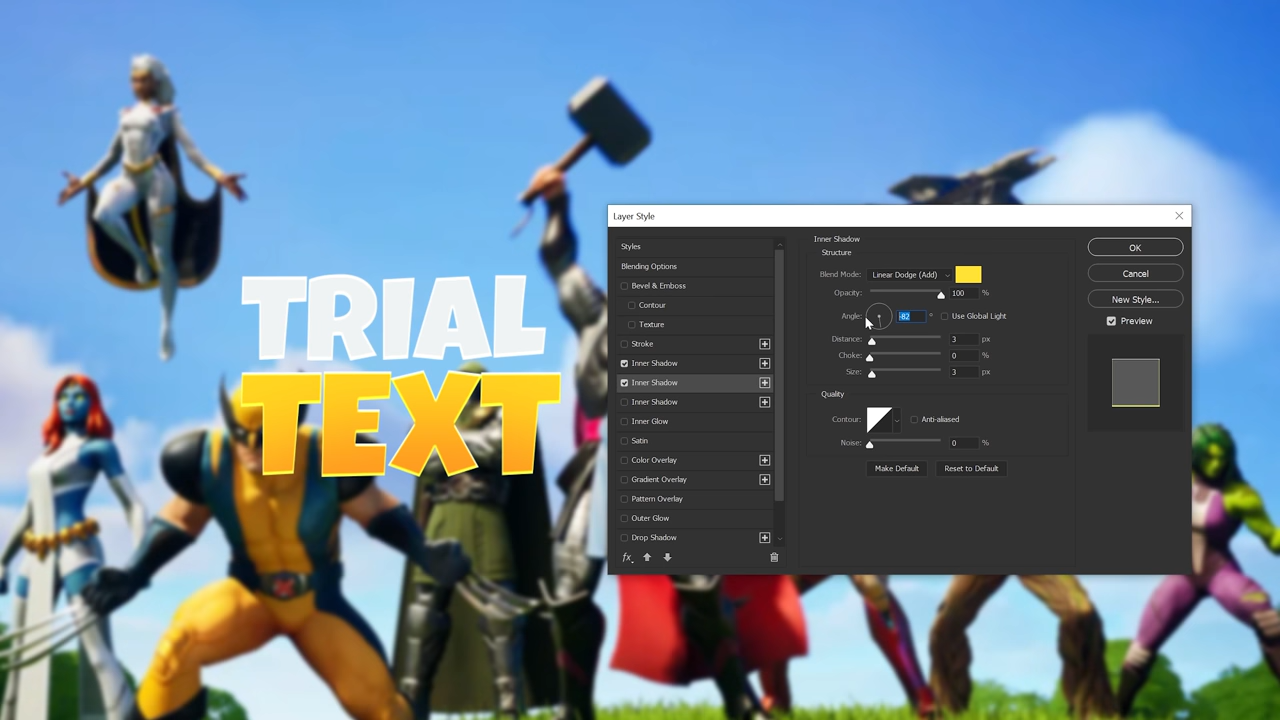 TRIAL
TEXT
Layer Style
Styles
Blending Options
Bevel & Emboss
Contour
Texture
Stroke
Inner Shadow
Inner Shadow
Inner Shadow
Inner Glow
Satin
Color Overlay
Gradient Overlay
Pattern Overlay
Outer Glow
Drop Shadow
fx
Inner Shadow
Structure
Blend Mode: Linear Dodge (Add)
Opacity: 100 %
Angle: -82 ° Use Global Light
Distance: 3 px
Choke: 0 %
Size: 3 px
Quality
Contour: Anti-aliased
Noise: 0 %
Make Default Reset to Default
OK
Cancel
New Style...
Preview